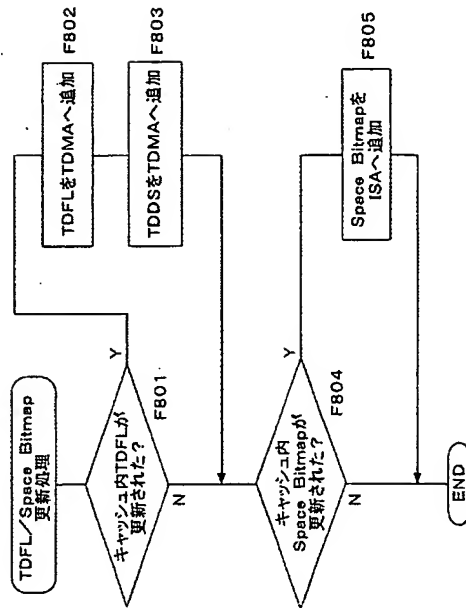 TDFL/Space Bitmap
更新処理
キャッシュ内TDFLが
更新された?
F801
Y
N
TDFLをTDMAへ追加
F802
TDDSをTDMAへ追加
F803
キャッシュ内
Space Bitmapが
更新された?
F804
Y
N
Space Bitmapを
ISAへ追加
F805
END